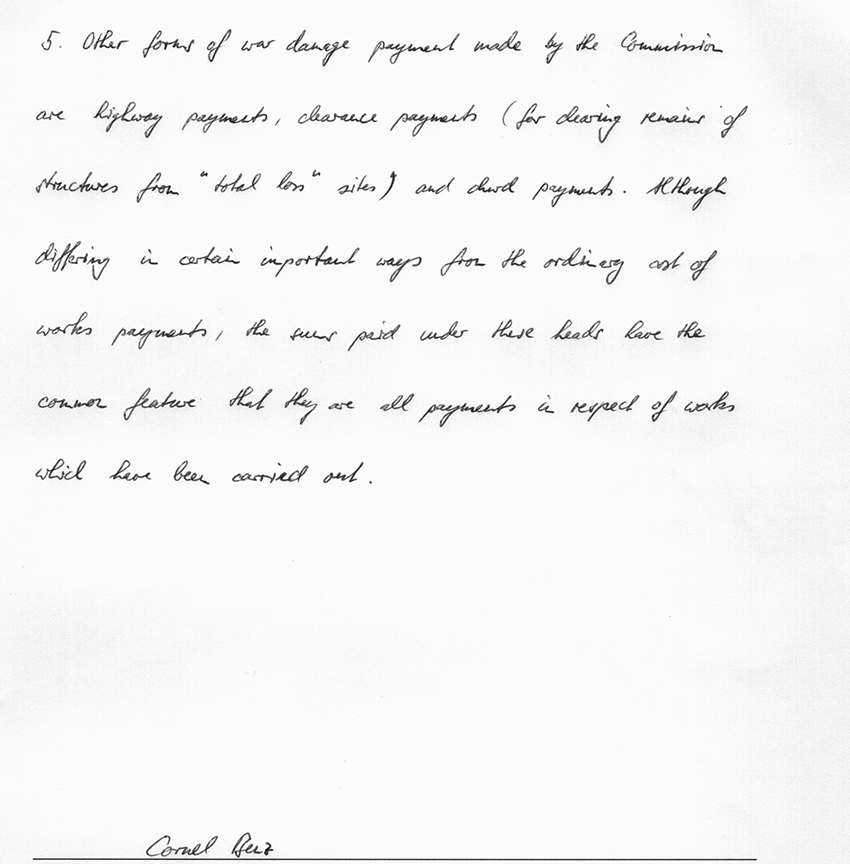 5. Other forms of war damage payment made by the Commission
are highway payments, clearance payments (for clearing remains of
structures from "total loss" sites) and church payments. Although
differing in certain important ways from the ordinary cost of
works payments, the sums paid under these heads have the
common feature that they are all payments in respect of works
which have been carried out.
Cornel